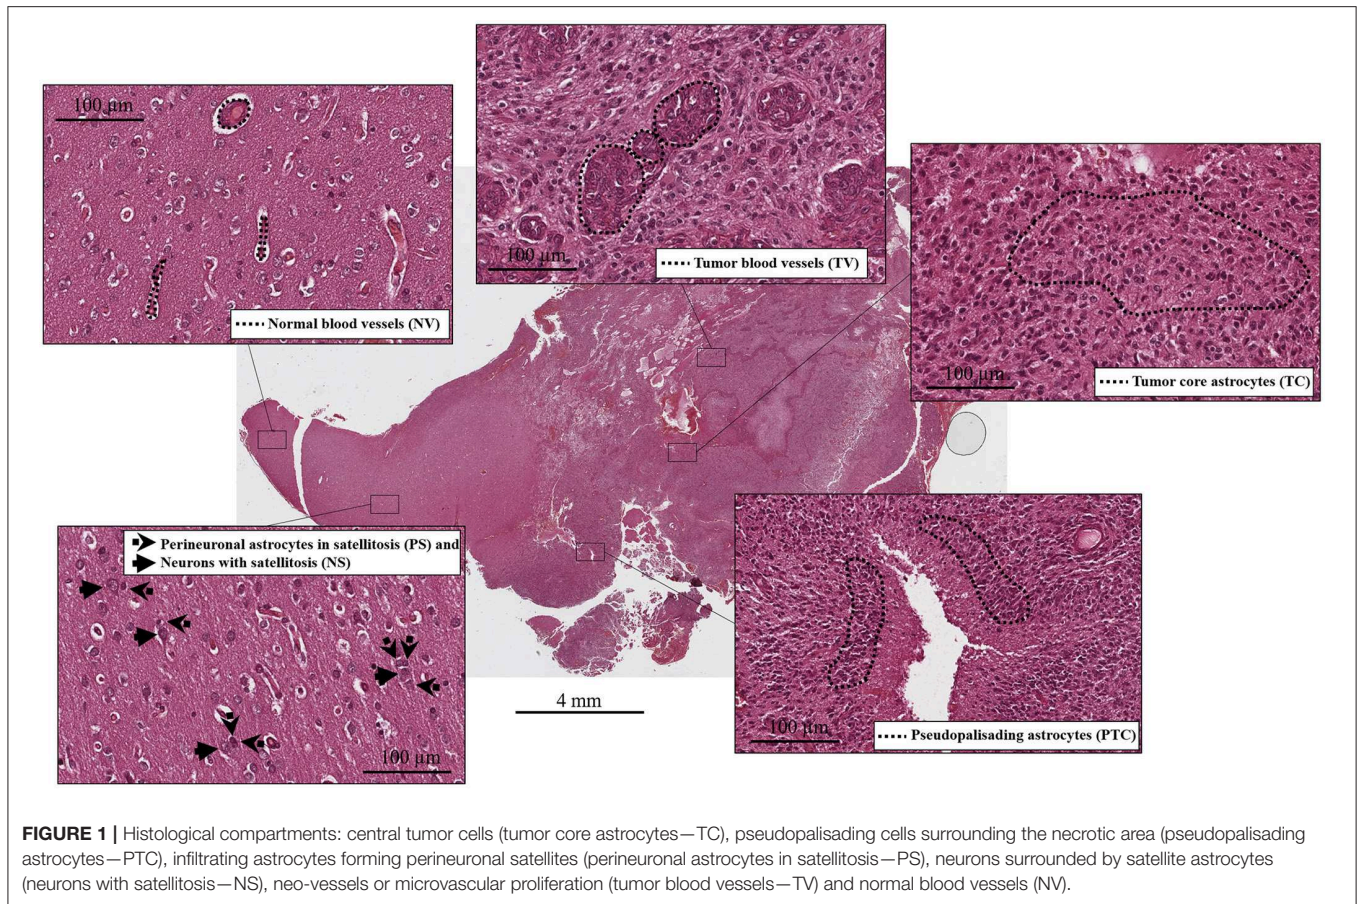 100 µm
Normal blood vessels (NV)
100 µm
Tumor blood vessels (TV)
100 µm
Tumor core astrocytes (TC)
Perineuronal astrocytes in satellitosis (PS) and
Neurons with satellitosis (NS)
100 µm
4 mm
100 µm
Pseudopalisading astrocytes (PTC)
FIGURE 1 | Histological compartments: central tumor cells (tumor core astrocytes—TC), pseudopalisading cells surrounding the necrotic area (pseudopalisading
astrocytes—PTC), infiltrating astrocytes forming perineuronal satellites (perineuronal astrocytes in satellitosis—PS), neurons surrounded by satellite astrocytes
(neurons with satellitosis—NS), neo-vessels or microvascular proliferation (tumor blood vessels—TV) and normal blood vessels (NV).